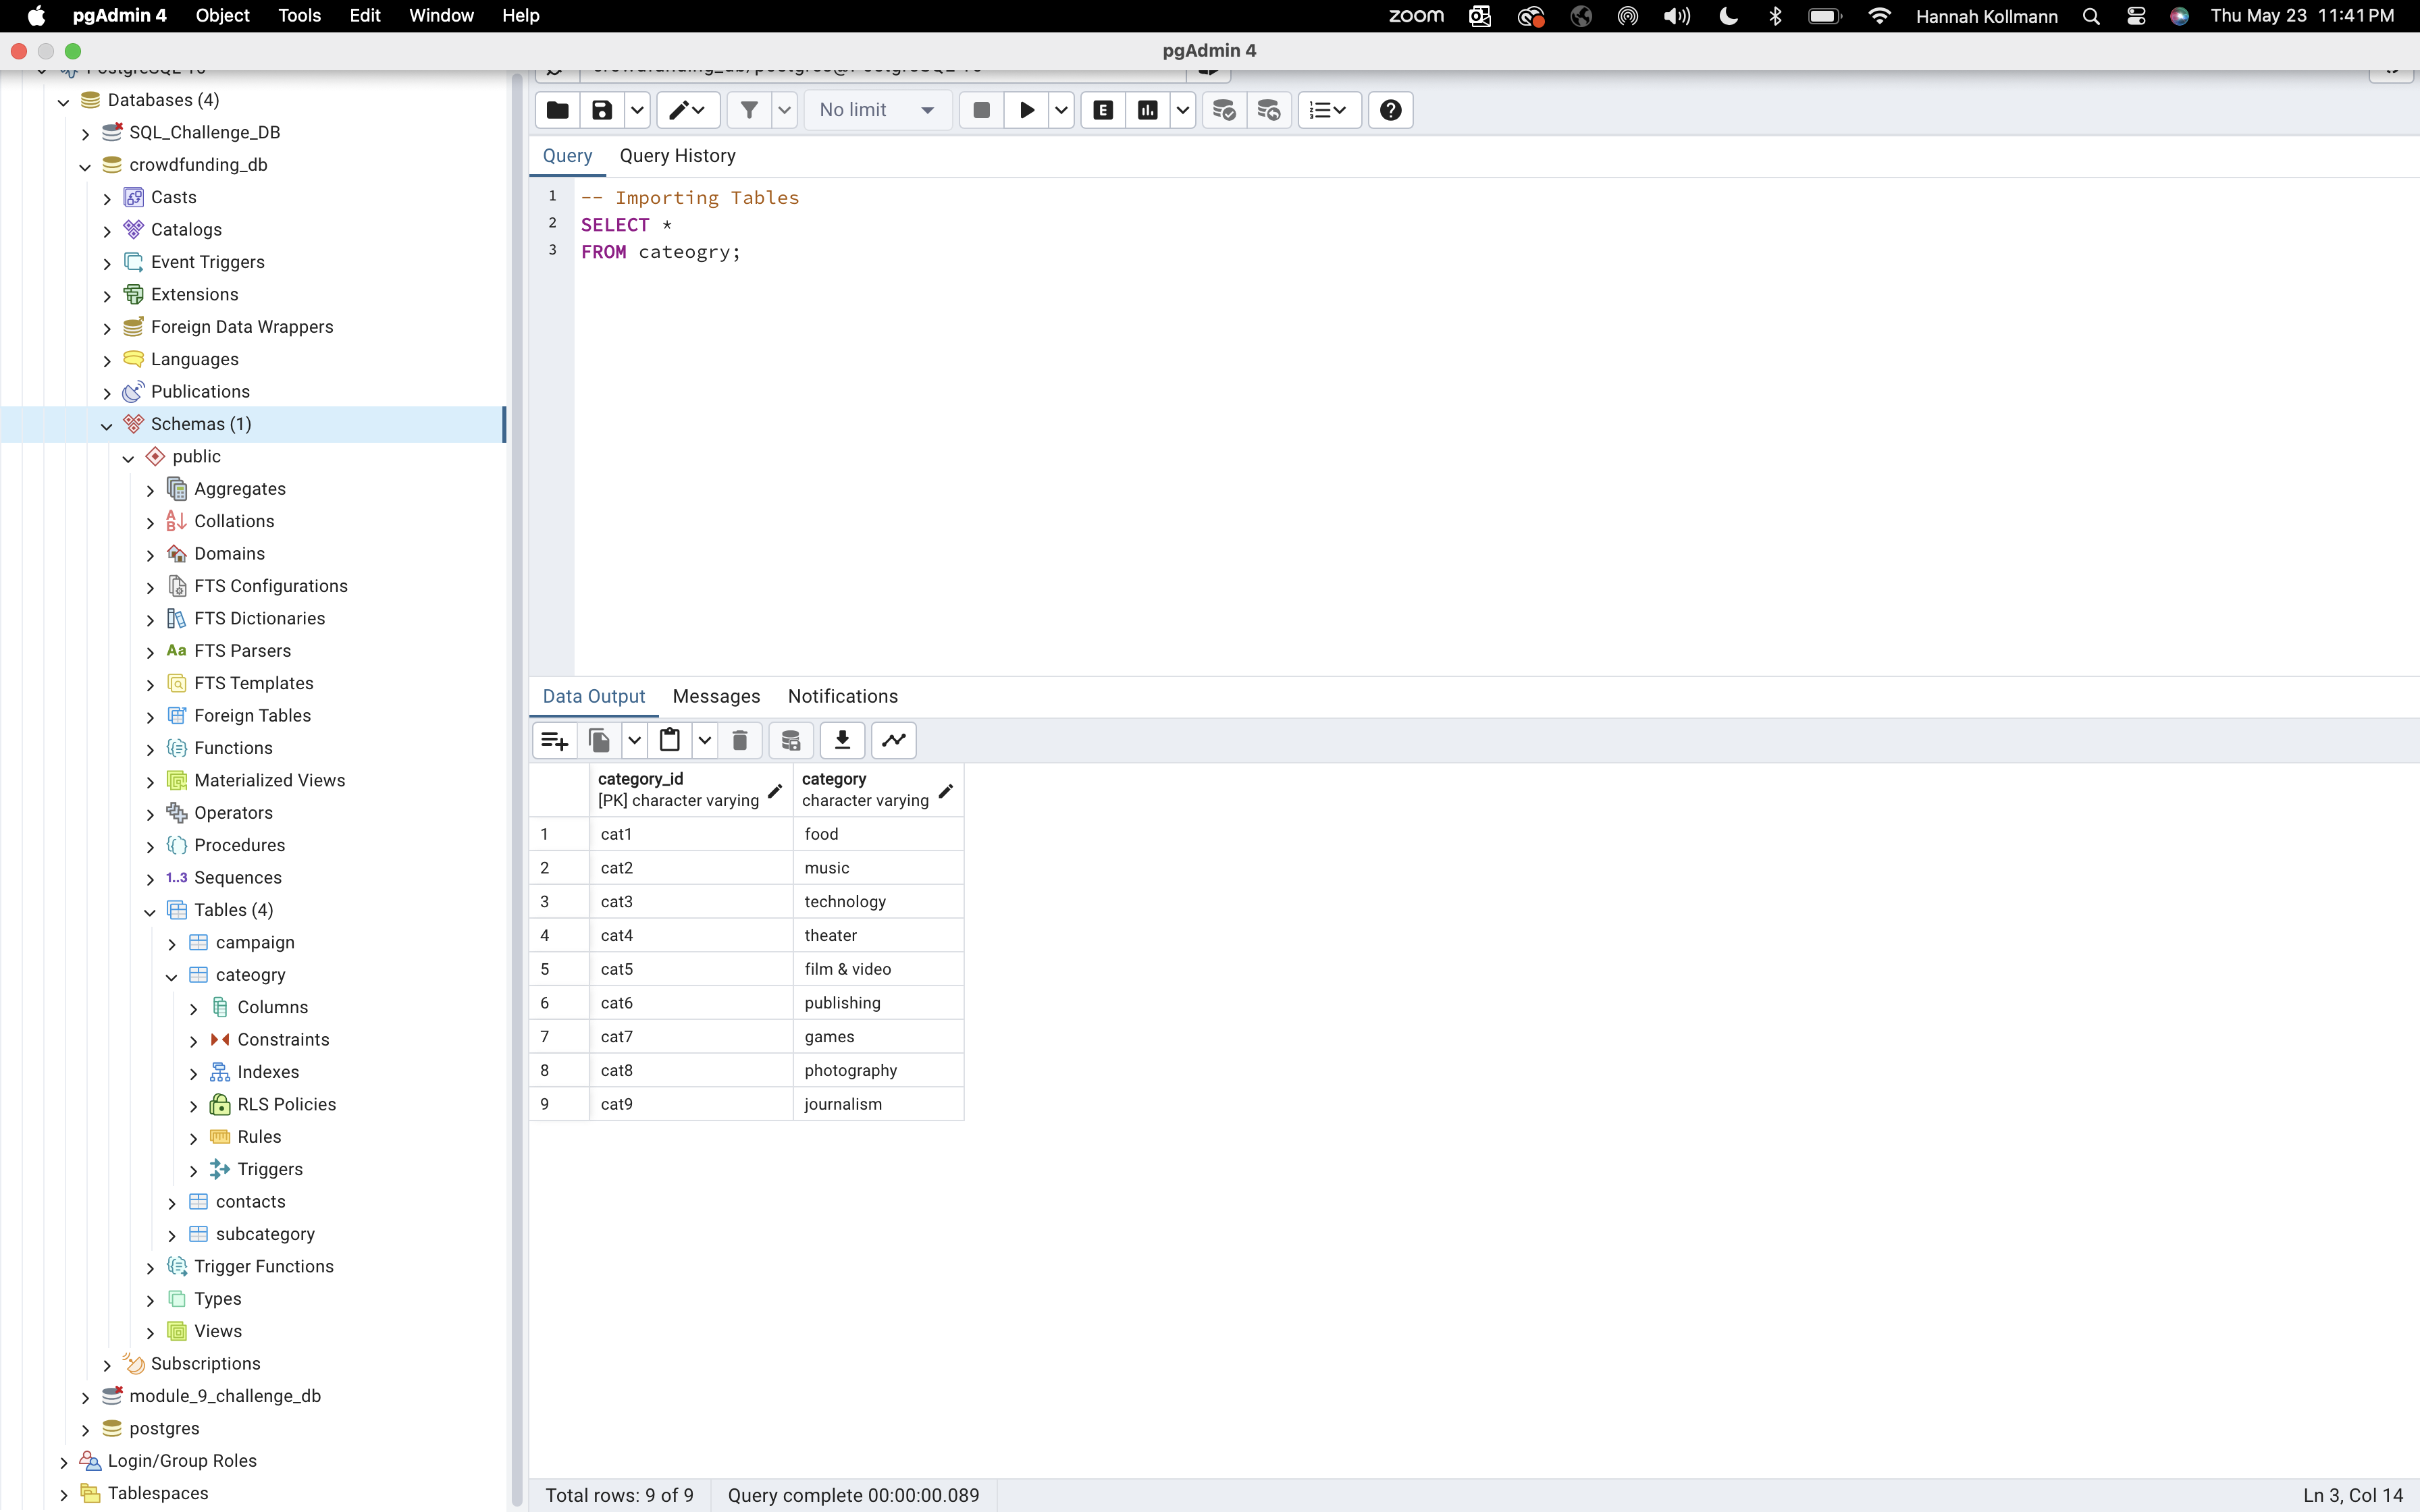 pgAdmin 4 Object Tools Edit Window Help zoom Hannah Kollmann Thu May 23 11:41 PM
pgAdmin 4
Databases (4)
SQL_Challenge_DB
crowdfunding_db
Casts
Catalogs
Event Triggers
Extensions
Foreign Data Wrappers
Languages
Publications
Schemas (1)
public
Aggregates
Collations
Domains
FTS Configurations
FTS Dictionaries
Aa FTS Parsers
FTS Templates
Foreign Tables
Functions
Materialized Views
Operators
Procedures
1..3 Sequences
Tables (4)
campaign
cateogry
Columns
Constraints
Indexes
RLS Policies
Rules
Triggers
contacts
subcategory
Trigger Functions
Types
Views
Subscriptions
module_9_challenge_db
postgres
Login/Group Roles
Tablespaces
No limit E
Query Query History
1 -- Importing Tables
2 SELECT *
3 FROM cateogry;
Data Output Messages Notifications
category_id category
[PK] character varying character varying
1 cat1 food
2 cat2 music
3 cat3 technology
4 cat4 theater
5 cat5 film & video
6 cat6 publishing
7 cat7 games
8 cat8 photography
9 cat9 journalism
Total rows: 9 of 9 Query complete 00:00:00.089 Ln 3, Col 14